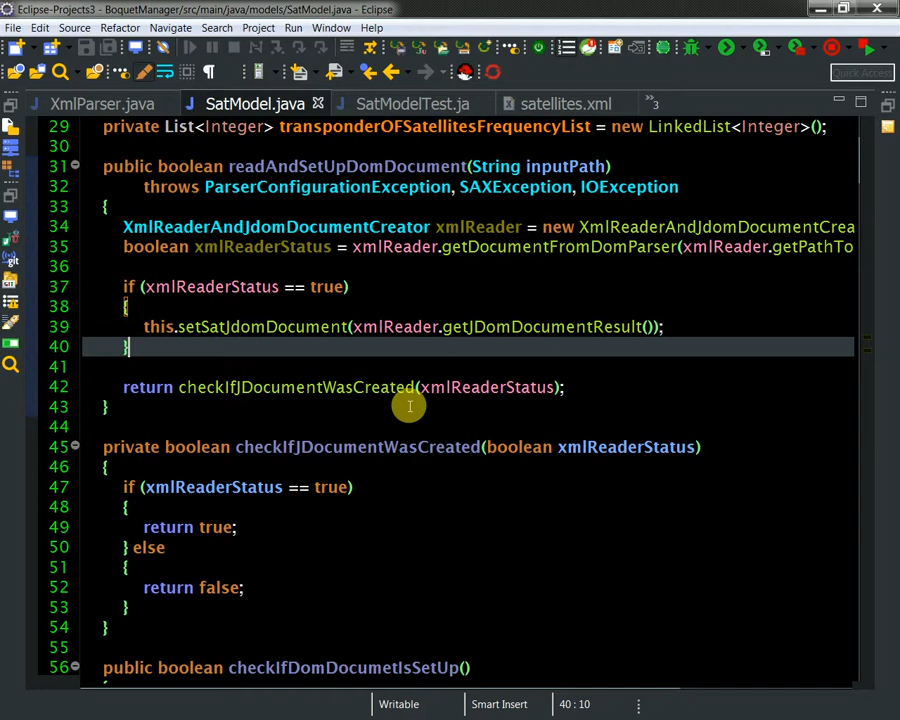 Eclipse-Projects3 - BoquetManager/src/main/java/models/SatModel.java - Eclipse
File Edit Source Refactor Navigate Search Project Run Window Help
Quick Access
XmlParser.java SatModel.java SatModelTest.java satellites.xml »3
29 private List<Integer> transponderOFSatellitesFrequencyList = new LinkedList<Integer>();
30
31 public boolean readAndSetUpDomDocument(String inputPath)
32 throws ParserConfigurationException, SAXException, IOException
33 {
34 XmlReaderAndJdomDocumentCreator xmlReader = new XmlReaderAndJdomDocumentCrea
35 boolean xmlReaderStatus = xmlReader.getDocumentFromDomParser(xmlReader.getPathTo
36
37 if (xmlReaderStatus == true)
38 {
39 this.setSatJdomDocument(xmlReader.getJDomDocumentResult());
40 }
41
42 return checkIfJDocumentWasCreated(xmlReaderStatus);
43 }
44
45 private boolean checkIfJDocumentWasCreated(boolean xmlReaderStatus)
46 {
47 if (xmlReaderStatus == true)
48 {
49 return true;
50 } else
51 {
52 return false;
53 }
54 }
55
56 public boolean checkIfDomDocumetIsSetUp()
Writable Smart Insert 40 : 10